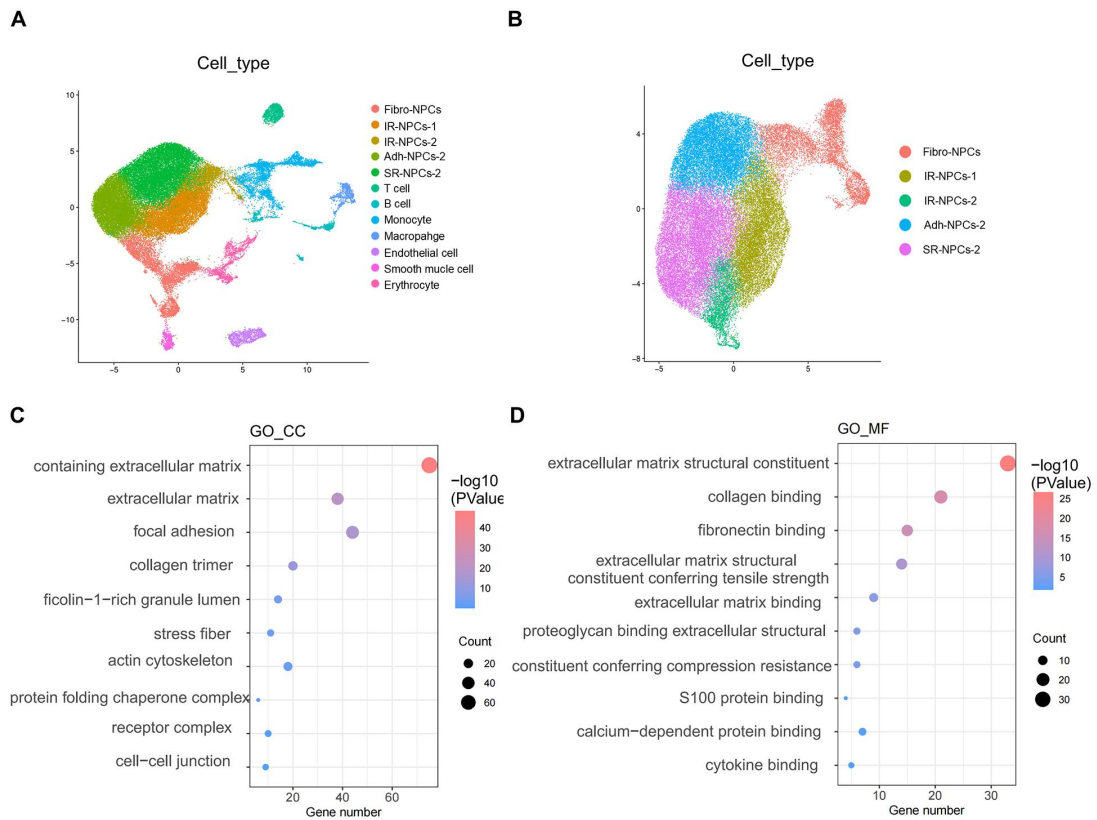 A
Cell_type
10
5
0
−5
−10
−5
0
5
10
Fibro-NPCs
IR-NPCs-1
IR-NPCs-2
Adh-NPCs-2
SR-NPCs-2
T cell
B cell
Monocyte
Macropahge
Endothelial cell
Smooth mucle cell
Erythrocyte
B
Cell_type
4
0
−4
−8
−5
0
5
Fibro-NPCs
IR-NPCs-1
IR-NPCs-2
Adh-NPCs-2
SR-NPCs-2
C
GO_CC
containing extracellular matrix
extracellular matrix
focal adhesion
collagen trimer
ficolin−1−rich granule lumen
stress fiber
actin cytoskeleton
protein folding chaperone complex
receptor complex
cell−cell junction
20
40
60
Gene number
−log10
(PValue
40
30
20
10
Count
20
40
60
D
GO_MF
extracellular matrix structural constituent
collagen binding
fibronectin binding
extracellular matrix structural
constituent conferring tensile strength
extracellular matrix binding
proteoglycan binding extracellular structural
constituent conferring compression resistance
S100 protein binding
calcium-dependent protein binding
cytokine binding
10
20
30
Gene number
−log10
(PValue)
25
20
15
10
5
Count
10
20
30